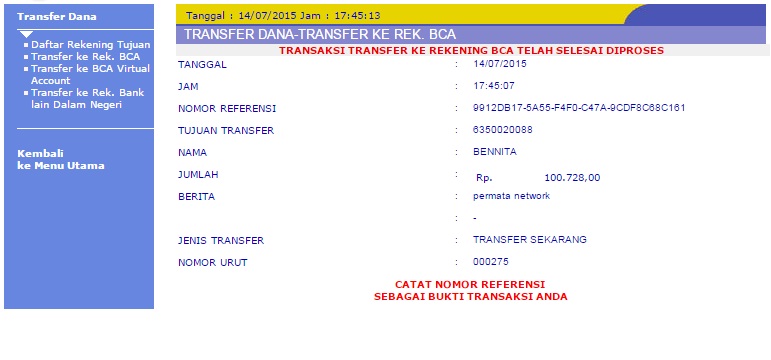 Transfer Dana
Daftar Rekening Tujuan
Transfer ke Rek. BCA
Transfer ke BCA Virtual
Account
Transfer ke Rek. Bank
lain Dalam Negeri
Kembali
ke Menu Utama
Tanggal : 14/07/2015 Jam : 17:45:13
TRANSFER DANA-TRANSFER KE REK. BCA
TRANSAKSI TRANSFER KE REKENING BCA TELAH SELESAI DIPROSES
TANGGAL : 14/07/2015
JAM : 17:45:07
NOMOR REFERENSI : 9912DB17-5A55-F4F0-C47A-9CDF8C68C161
TUJUAN TRANSFER : 6350020088
NAMA : BENNITA
JUMLAH : Rp. 100.728,00
BERITA : permata network
: -
JENIS TRANSFER : TRANSFER SEKARANG
NOMOR URUT : 000275
CATAT NOMOR REFERENSI
SEBAGAI BUKTI TRANSAKSI ANDA